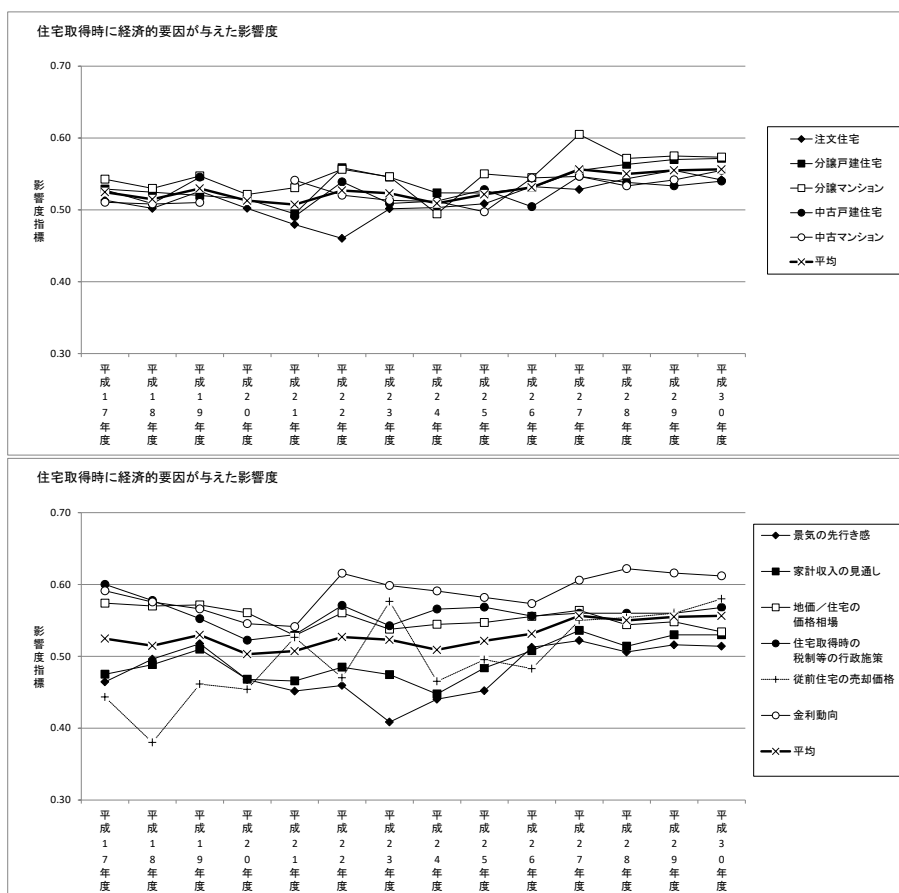 住宅取得時に経済的要因が与えた影響度
0.70
0.60
0.50
0.40
0.30
影響度指標
平成17年度
平成18年度
平成19年度
平成20年度
平成21年度
平成22年度
平成23年度
平成24年度
平成25年度
平成26年度
平成27年度
平成28年度
平成29年度
平成30年度
注文住宅
分譲戸建住宅
分譲マンション
中古戸建住宅
中古マンション
平均
住宅取得時に経済的要因が与えた影響度
0.70
0.60
0.50
0.40
0.30
影響度指標
平成17年度
平成18年度
平成19年度
平成20年度
平成21年度
平成22年度
平成23年度
平成24年度
平成25年度
平成26年度
平成27年度
平成28年度
平成29年度
平成30年度
景気の先行き感
家計収入の見通し
地価／住宅の
価格相場
住宅取得時の
税制等の行政施策
従前住宅の売却価格
金利動向
平均